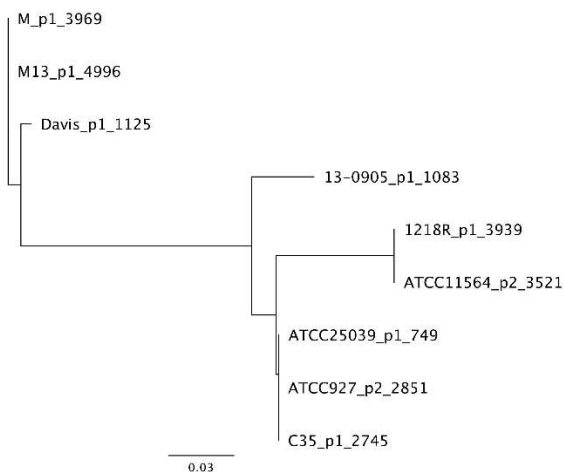 M_p1_3969
M13_p1_4996
Davis_p1_1125
13-0905_p1_1083
1218R_p1_3939
ATCC11564_p2_3521
ATCC25039_p1_749
ATCC927_p2_2851
C35_p1_2745
0.03